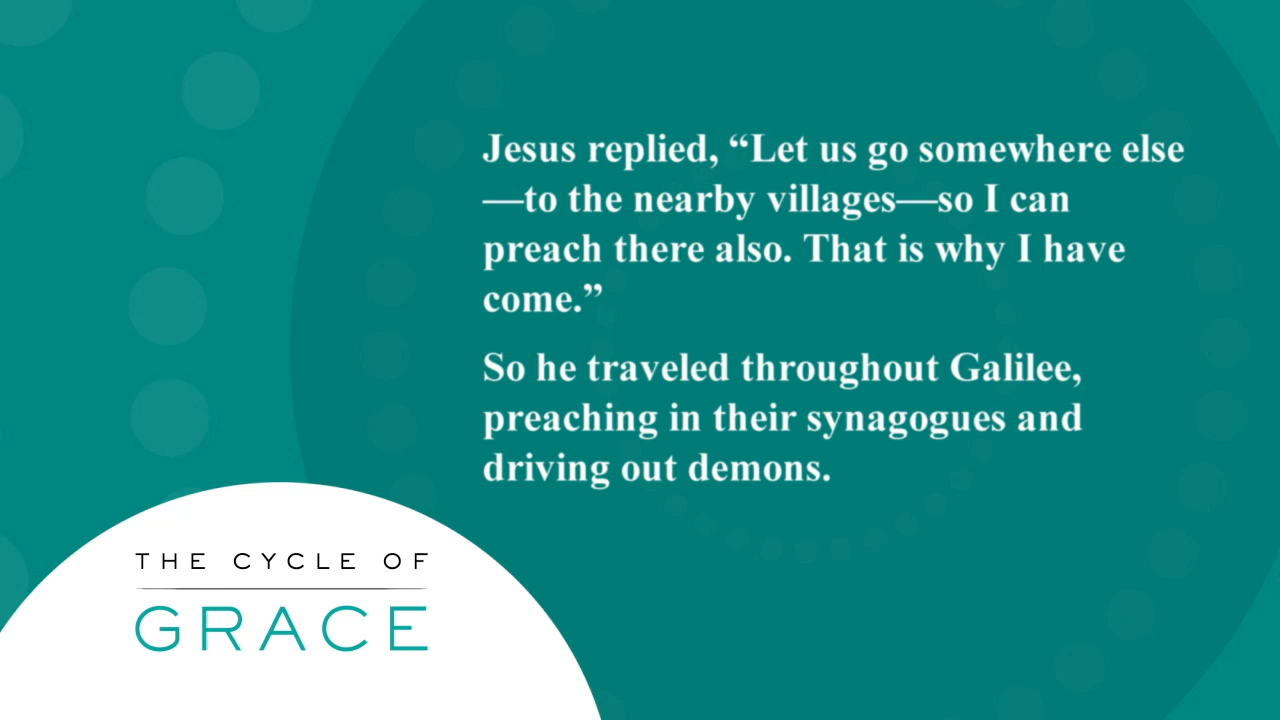 Jesus replied, “Let us go somewhere else
—to the nearby villages—so I can
preach there also. That is why I have
come.”
So he traveled throughout Galilee,
preaching in their synagogues and
driving out demons.
THE CYCLE OF
GRACE